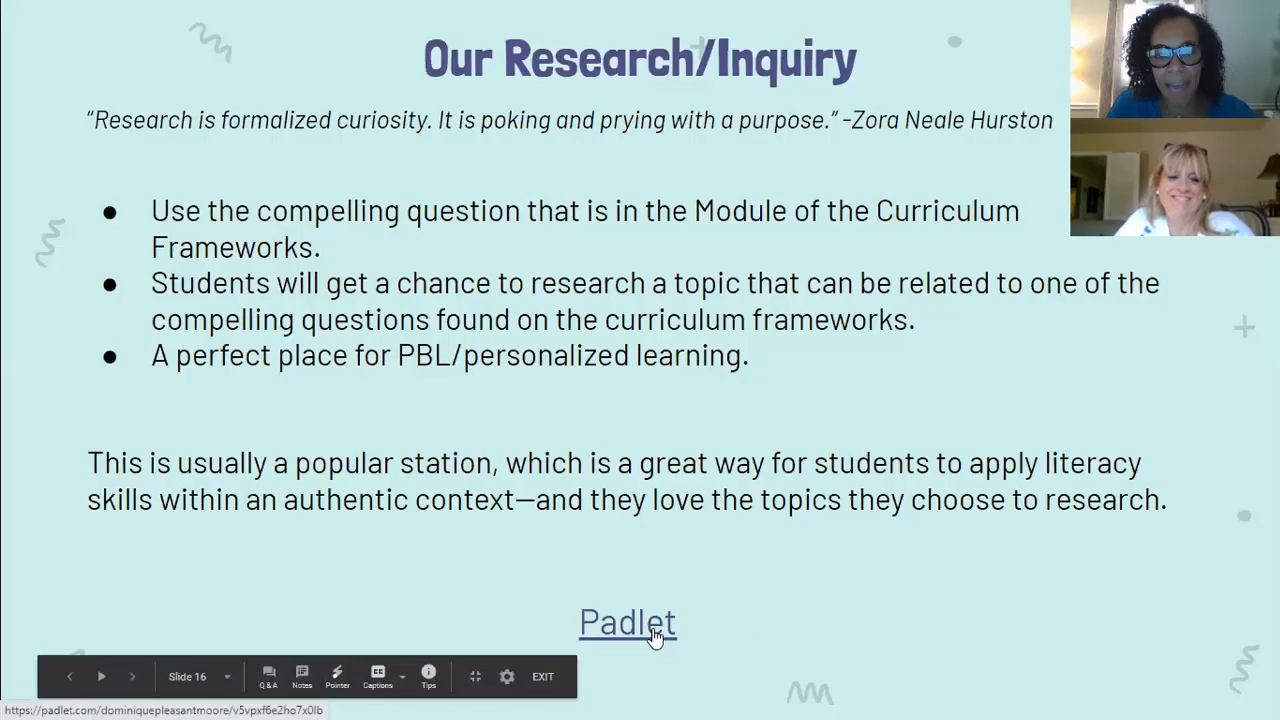 Our Research/Inquiry
"Research is formalized curiosity. It is poking and prying with a purpose." -Zora Neale Hurston
● Use the compelling question that is in the Module of the Curriculum
Frameworks.
● Students will get a chance to research a topic that can be related to one of the
compelling questions found on the curriculum frameworks.
● A perfect place for PBL/personalized learning.
This is usually a popular station, which is a great way for students to apply literacy
skills within an authentic context—and they love the topics they choose to research.
Padlet
Slide 16 Q & A Notes Pointer Captions Tips EXIT
https://padlet.com/dominiquepleasantmoore/v5vpxf6e2ho7x0lb